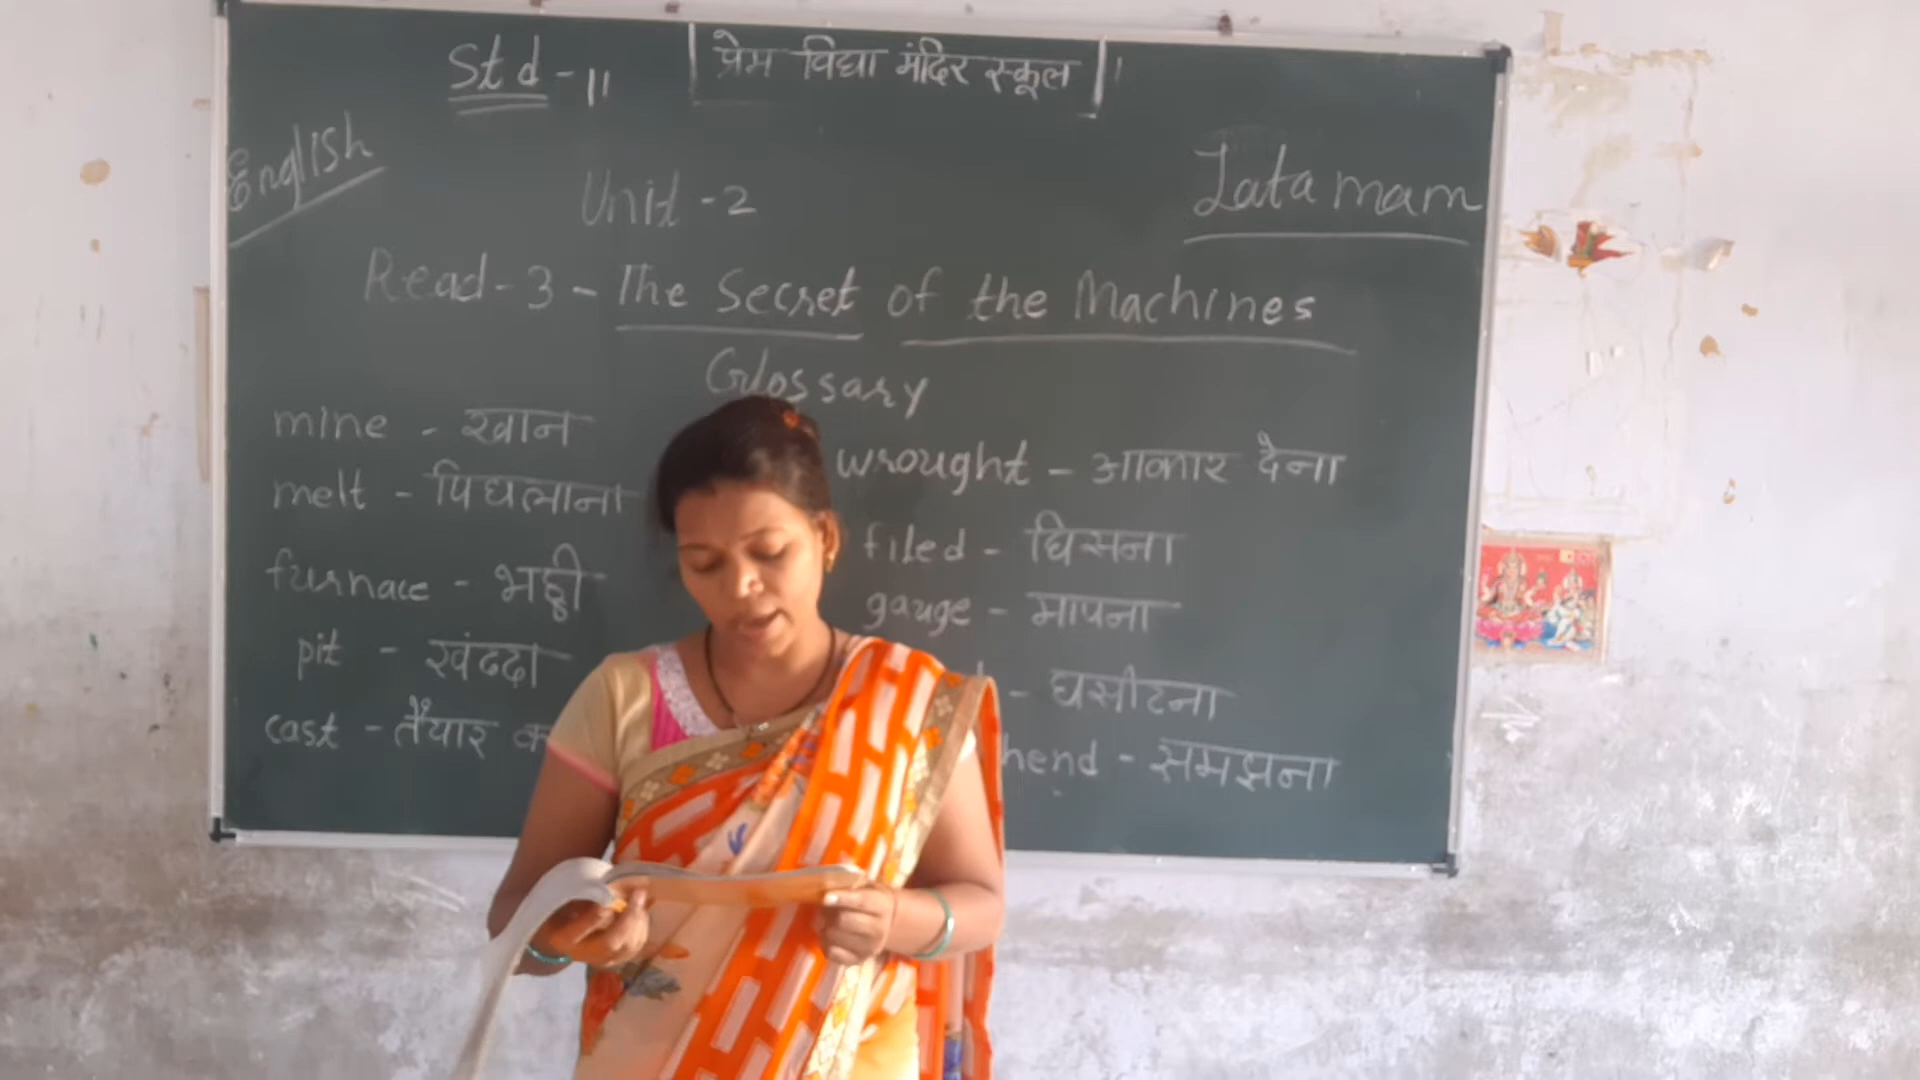 Std - 11
प्रेम विद्या मंदिर स्कूल
English
Lata mam
Unit - 2
Read - 3 - The Secret of the Machines
Glossary
mine - खान
melt - पिघलाना
furnace - भट्ठी
pit - खंदा
cast - तैयार
wrought - आकार देना
filed - घिसना
gauge - मापना
- घसीटना
hend - समझना